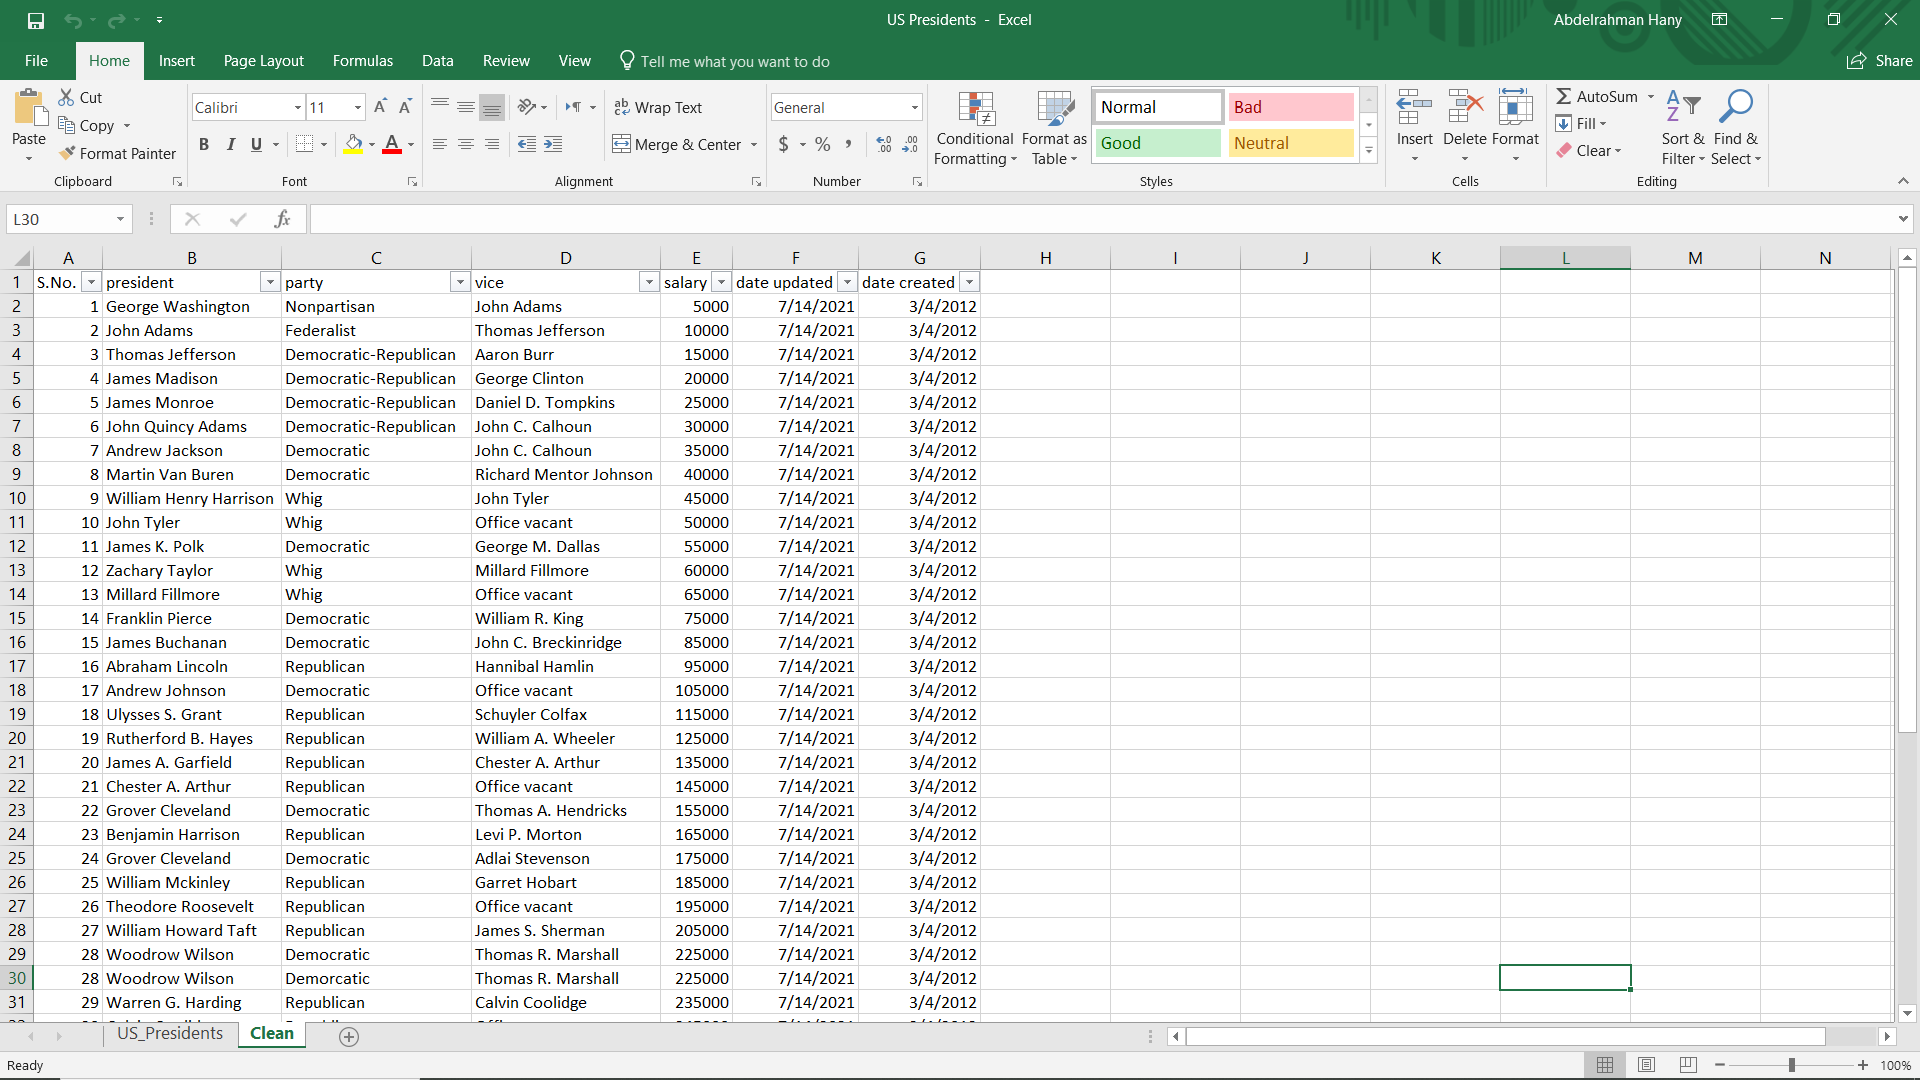 US Presidents - Excel
Abdelrahman Hany
File Home Insert Page Layout Formulas Data Review View Tell me what you want to do Share
Paste
Cut
Copy
Format Painter
Clipboard
Calibri 11
B I U
Font
Wrap Text
Merge & Center
Alignment
General
$ % ,
Number
Conditional Formatting
Format as Table
Normal Bad
Good Neutral
Styles
Insert Delete Format
Cells
AutoSum
Fill
Clear
Sort & Filter
Find & Select
Editing
L30 fx
A B C D E F G H I J K L M N
1 S.No. president party vice salary date updated date created
2 1 George Washington Nonpartisan John Adams 5000 7/14/2021 3/4/2012
3 2 John Adams Federalist Thomas Jefferson 10000 7/14/2021 3/4/2012
4 3 Thomas Jefferson Democratic-Republican Aaron Burr 15000 7/14/2021 3/4/2012
5 4 James Madison Democratic-Republican George Clinton 20000 7/14/2021 3/4/2012
6 5 James Monroe Democratic-Republican Daniel D. Tompkins 25000 7/14/2021 3/4/2012
7 6 John Quincy Adams Democratic-Republican John C. Calhoun 30000 7/14/2021 3/4/2012
8 7 Andrew Jackson Democratic John C. Calhoun 35000 7/14/2021 3/4/2012
9 8 Martin Van Buren Democratic Richard Mentor Johnson 40000 7/14/2021 3/4/2012
10 9 William Henry Harrison Whig John Tyler 45000 7/14/2021 3/4/2012
11 10 John Tyler Whig Office vacant 50000 7/14/2021 3/4/2012
12 11 James K. Polk Democratic George M. Dallas 55000 7/14/2021 3/4/2012
13 12 Zachary Taylor Whig Millard Fillmore 60000 7/14/2021 3/4/2012
14 13 Millard Fillmore Whig Office vacant 65000 7/14/2021 3/4/2012
15 14 Franklin Pierce Democratic William R. King 75000 7/14/2021 3/4/2012
16 15 James Buchanan Democratic John C. Breckinridge 85000 7/14/2021 3/4/2012
17 16 Abraham Lincoln Republican Hannibal Hamlin 95000 7/14/2021 3/4/2012
18 17 Andrew Johnson Democratic Office vacant 105000 7/14/2021 3/4/2012
19 18 Ulysses S. Grant Republican Schuyler Colfax 115000 7/14/2021 3/4/2012
20 19 Rutherford B. Hayes Republican William A. Wheeler 125000 7/14/2021 3/4/2012
21 20 James A. Garfield Republican Chester A. Arthur 135000 7/14/2021 3/4/2012
22 21 Chester A. Arthur Republican Office vacant 145000 7/14/2021 3/4/2012
23 22 Grover Cleveland Democratic Thomas A. Hendricks 155000 7/14/2021 3/4/2012
24 23 Benjamin Harrison Republican Levi P. Morton 165000 7/14/2021 3/4/2012
25 24 Grover Cleveland Democratic Adlai Stevenson 175000 7/14/2021 3/4/2012
26 25 William Mckinley Republican Garret Hobart 185000 7/14/2021 3/4/2012
27 26 Theodore Roosevelt Republican Office vacant 195000 7/14/2021 3/4/2012
28 27 William Howard Taft Republican James S. Sherman 205000 7/14/2021 3/4/2012
29 28 Woodrow Wilson Democratic Thomas R. Marshall 225000 7/14/2021 3/4/2012
30 28 Woodrow Wilson Demorcatic Thomas R. Marshall 225000 7/14/2021 3/4/2012
31 29 Warren G. Harding Republican Calvin Coolidge 235000 7/14/2021 3/4/2012
US_Presidents Clean
Ready 100%